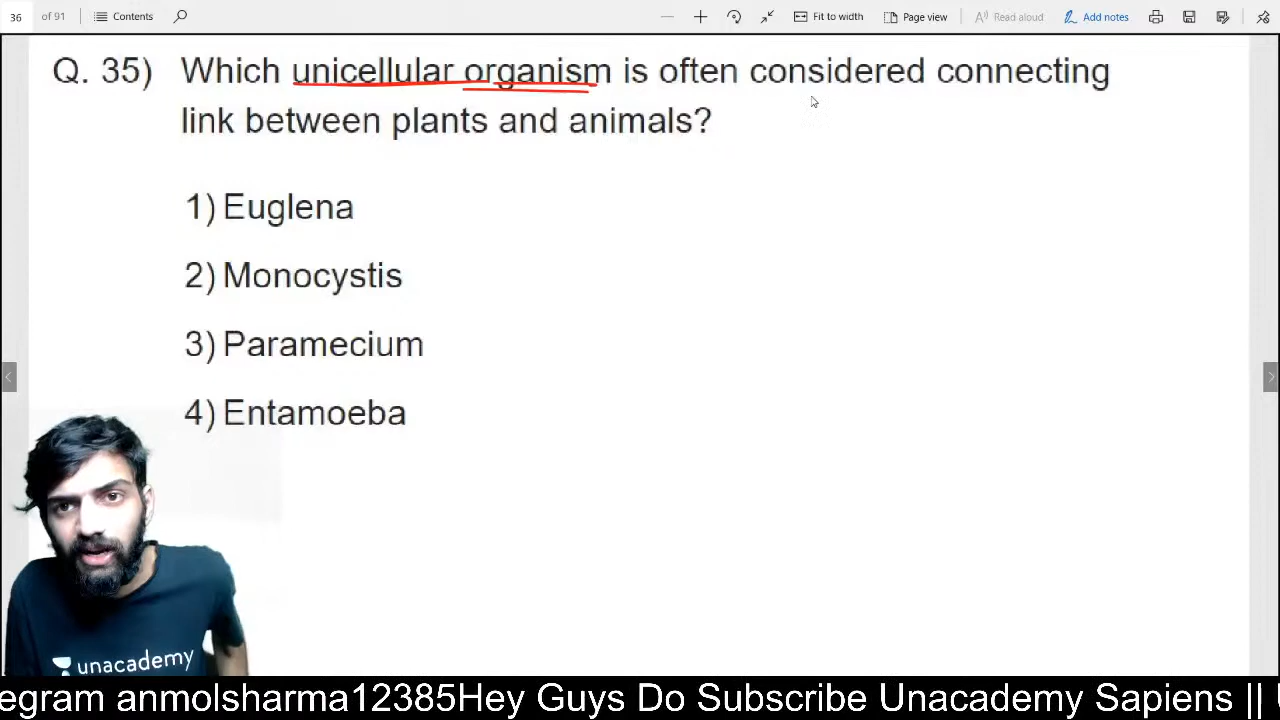 36 of 91 Contents Fit to width Page view Read aloud Add notes
Q. 35) Which unicellular organism is often considered connecting
link between plants and animals?
1) Euglena
2) Monocystis
3) Paramecium
4) Entamoeba
unacademy
egram anmolsharma12385Hey Guys Do Subscribe Unacademy Sapiens ||